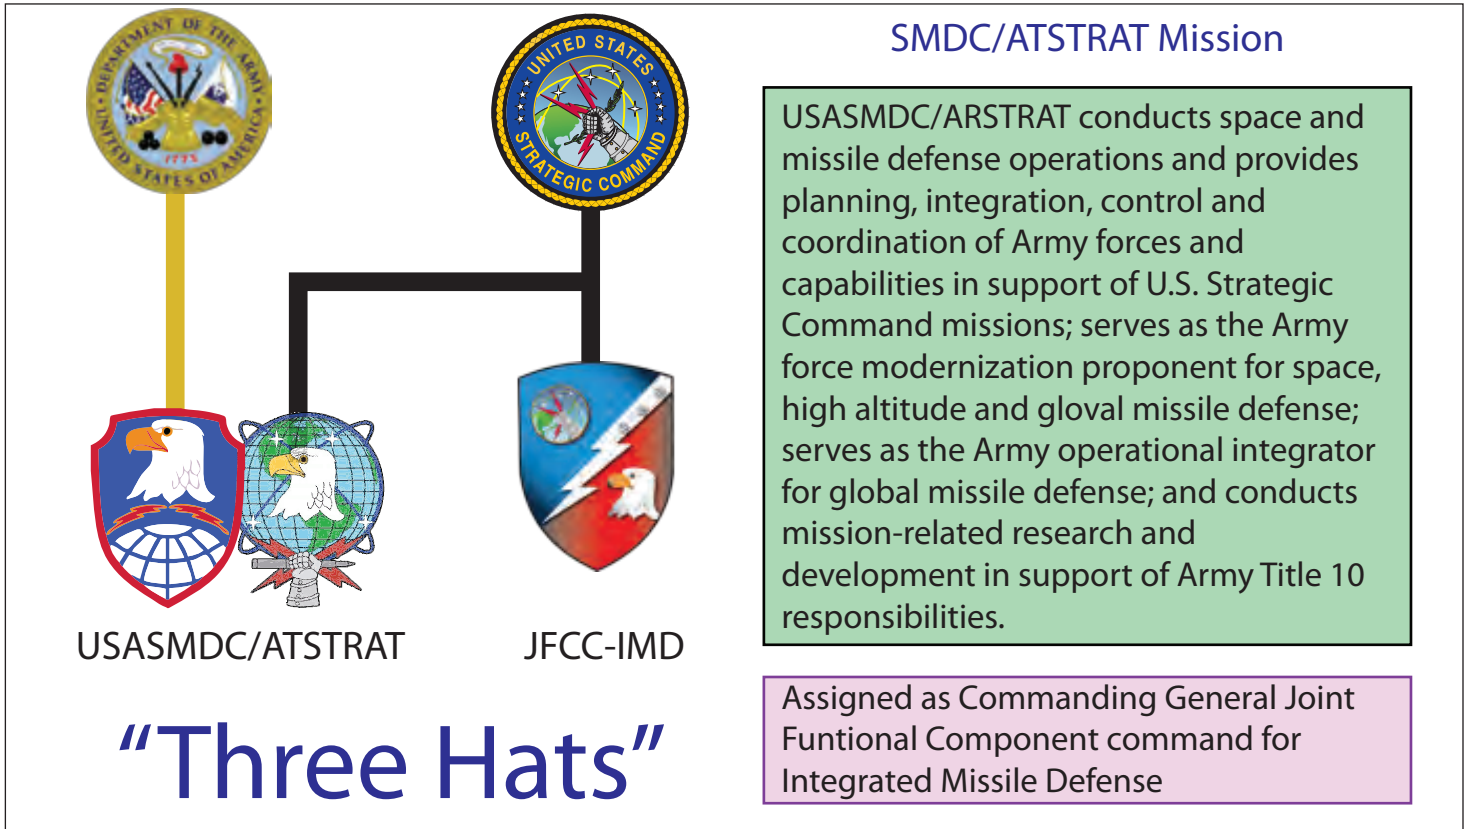 DEPARTMENT OF THE ARMY
UNITED STATES OF AMERICA
1775
UNITED STATES
STRATEGIC COMMAND
USASMDC/ATSTRAT
JFCC-IMD
“Three Hats”
SMDC/ATSTRAT Mission
USASMDC/ARSTRAT conducts space and
missile defense operations and provides
planning, integration, control and
coordination of Army forces and
capabilities in support of U.S. Strategic
Command missions; serves as the Army
force modernization proponent for space,
high altitude and gloval missile defense;
serves as the Army operational integrator
for global missile defense; and conducts
mission-related research and
development in support of Army Title 10
responsibilities.
Assigned as Commanding General Joint
Funtional Component command for
Integrated Missile Defense